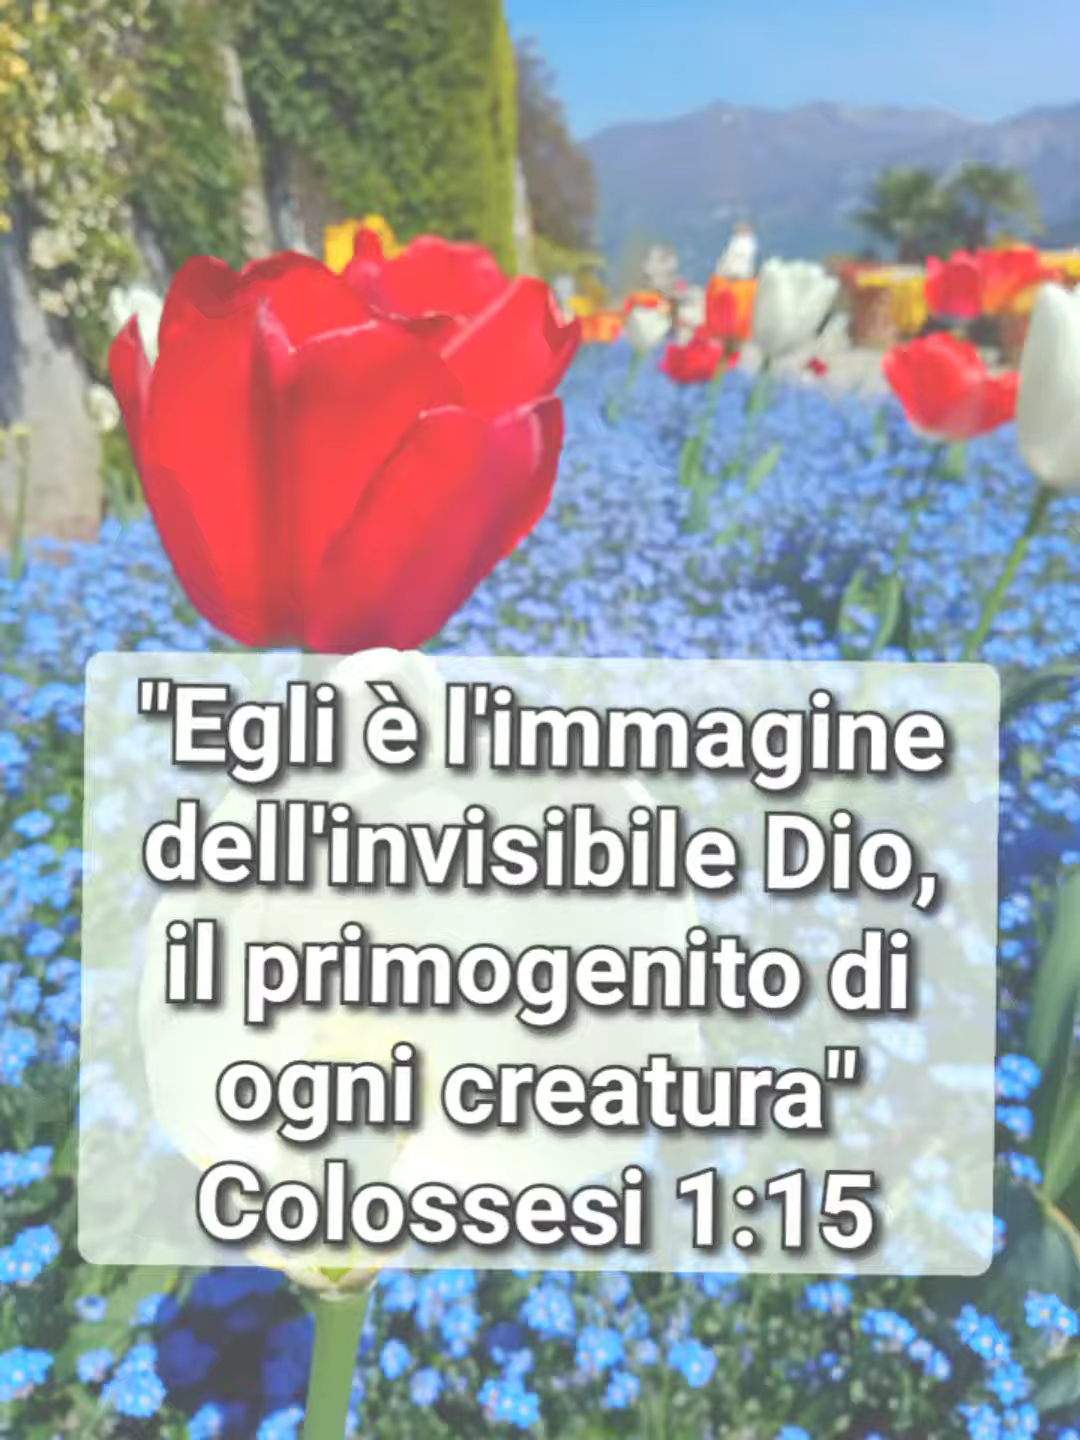 "Egli è l'immagine
dell'invisibile Dio,
il primogenito di
ogni creatura"
Colossesi 1:15